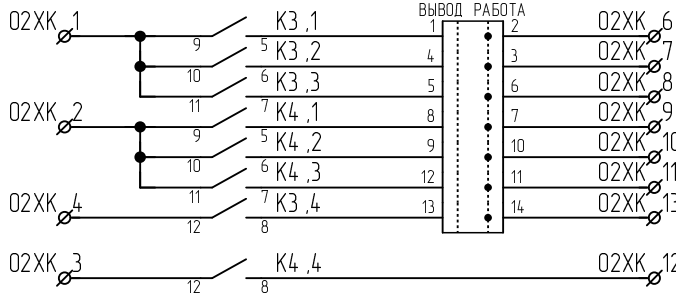 ВЫВОД РАБОТА
02ХК 1 К3,1 1 2 02ХК 6
9 5 К3,2 4 3 02ХК 7
10 6 К3,3 5 6 02ХК 8
11
02ХК 2 7 К4,1 8 7 02ХК 9
9 5 К4,2 9 10 02ХК 10
10 6 К4,3 12 11 02ХК 11
11
02ХК 4 7 К3,4 13 14 02ХК 13
12 8
02ХК 3 К4,4 02ХК 12
12 8